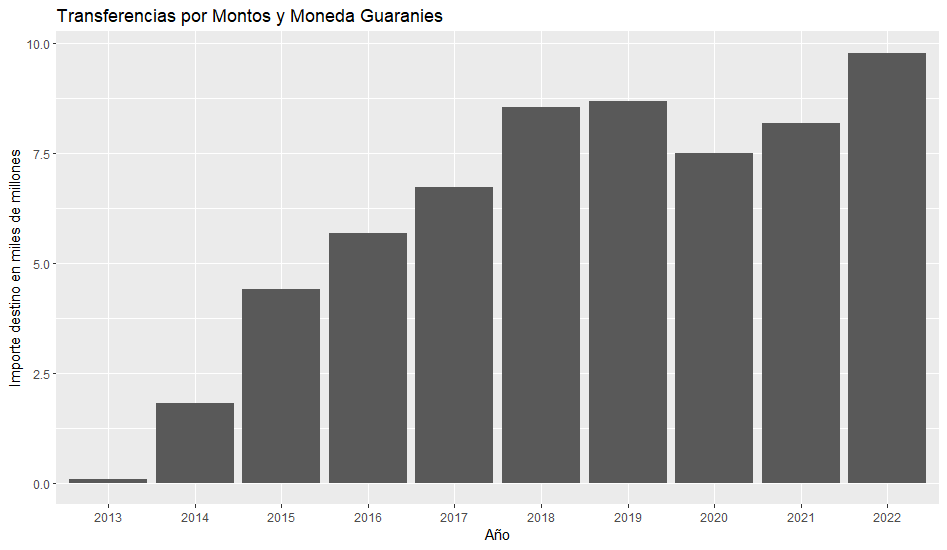 Transferencias por Montos y Moneda Guaranies
Importe destino en miles de millones
10.0
7.5
5.0
2.5
0.0
2013 2014 2015 2016 2017 2018 2019 2020 2021 2022
Año